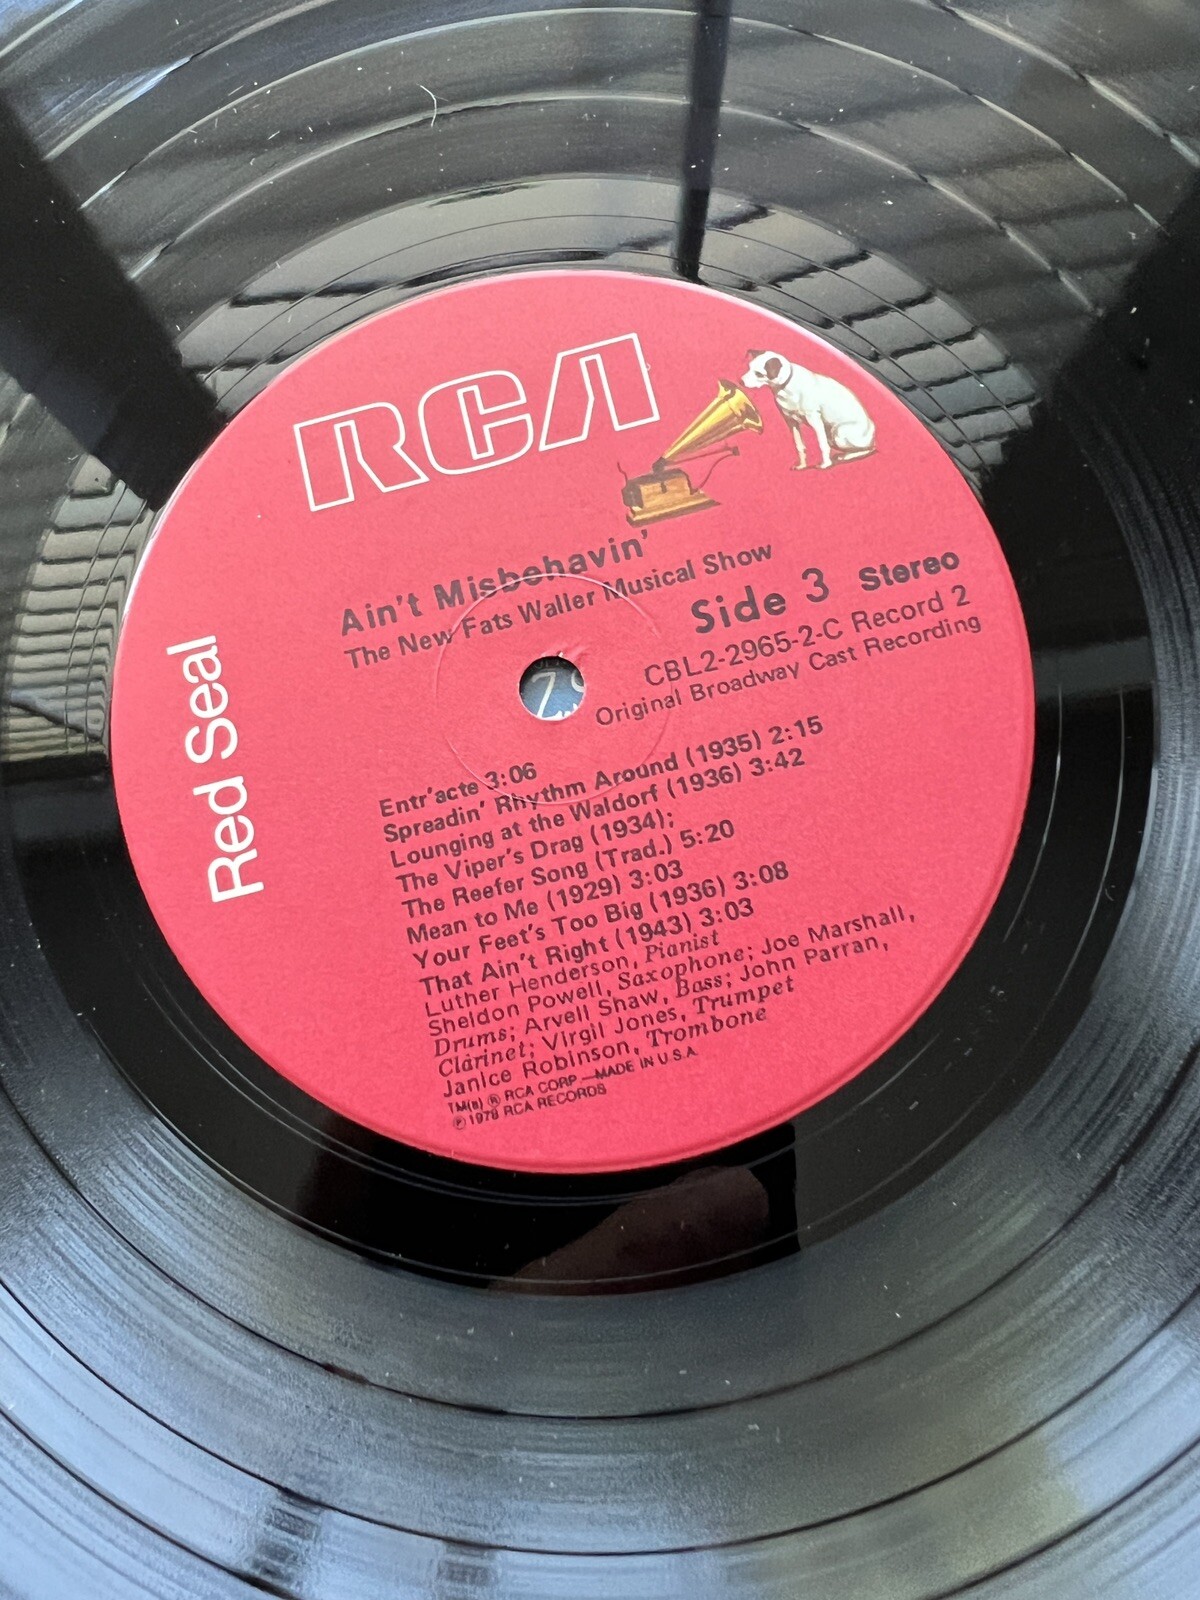 RCA
Ain't Misbehavin'
The New Fats Waller Musical Show
Side 3 Stereo
CBL2-2965-2-C Record 2
Original Broadway Cast Recording
Red Seal
Entr'acte 3:06
Spreadin' Rhythm Around (1935) 2:15
Lounging at the Waldorf (1936) 3:42
The Viper's Drag (1934);
The Reefer Song (Trad.) 5:20
Mean to Me (1929) 3:03
Your Feet's Too Big (1936) 3:08
That Ain't Right (1943) 3:03
Luther Henderson, Pianist
Sheldon Powell, Saxophone; Joe Marshall,
Drums; Arvell Shaw, Bass; John Parran,
Clarinet; Virgil Jones, Trumpet
Janice Robinson, Trombone
TM(s) ® RCA CORP.—MADE IN U.S.A.
℗ 1978 RCA RECORDS